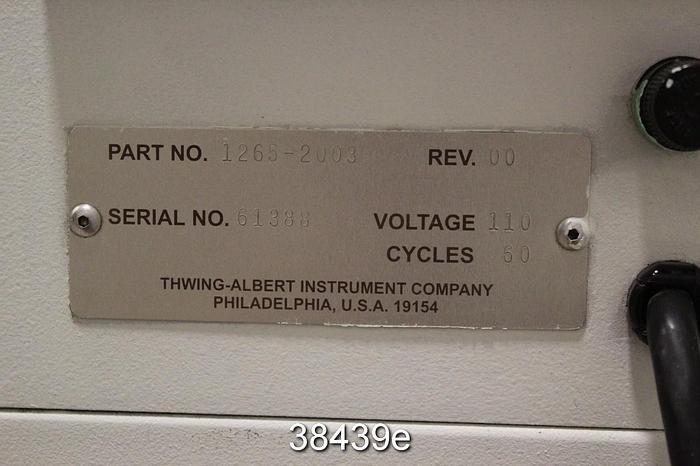 PART NO. 1265-2003 REV. 00
SERIAL NO. 61388 VOLTAGE 110
CYCLES 60
THWING-ALBERT INSTRUMENT COMPANY
PHILADELPHIA, U.S.A. 19154
38439e